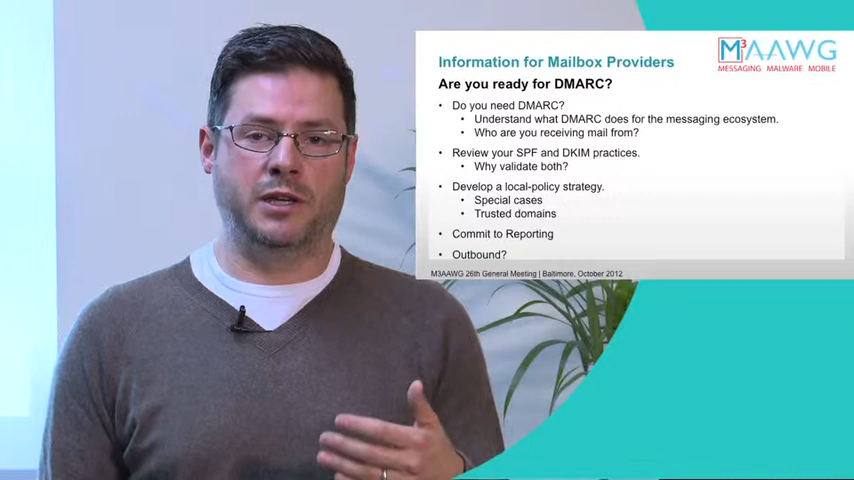 Information for Mailbox Providers
M3AAWG
MESSAGING MALWARE MOBILE
Are you ready for DMARC?
• Do you need DMARC?
• Understand what DMARC does for the messaging ecosystem.
• Who are you receiving mail from?
• Review your SPF and DKIM practices.
• Why validate both?
• Develop a local-policy strategy.
• Special cases
• Trusted domains
• Commit to Reporting
• Outbound?
M3AAWG 26th General Meeting | Baltimore, October 2012